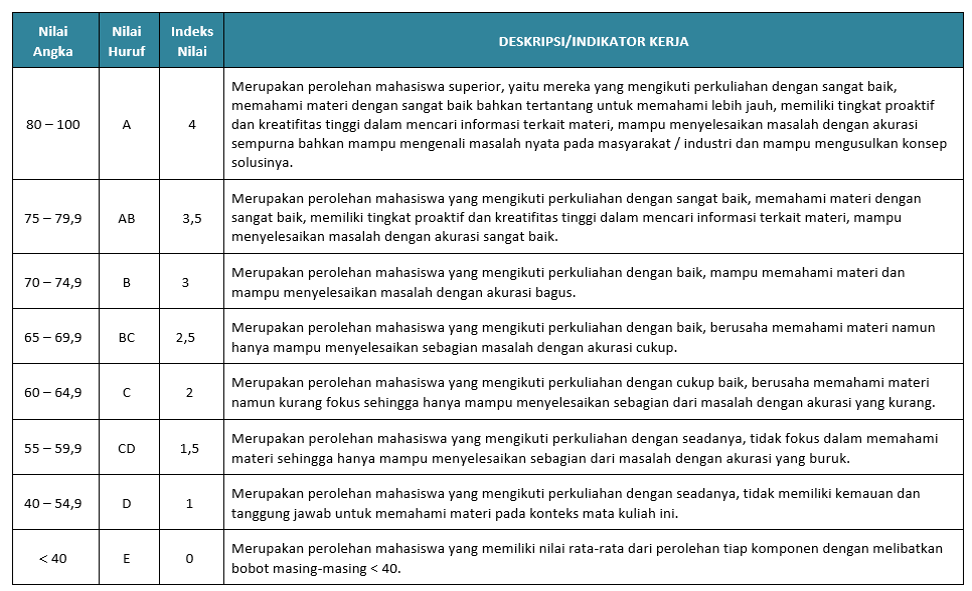 Nilai Angka
Nilai Huruf
Indeks Nilai
DESKRIPSI/INDIKATOR KERJA
80 – 100
A
4
Merupakan perolehan mahasiswa superior, yaitu mereka yang mengikuti perkuliahan dengan sangat baik,
memahami materi dengan sangat baik bahkan tertantang untuk memahami lebih jauh, memiliki tingkat proaktif
dan kreatifitas tinggi dalam mencari informasi terkait materi, mampu menyelesaikan masalah dengan akurasi
sempurna bahkan mampu mengenali masalah nyata pada masyarakat / industri dan mampu mengusulkan konsep
solusinya.
75 – 79,9
AB
3,5
Merupakan perolehan mahasiswa yang mengikuti perkuliahan dengan sangat baik, memahami materi dengan
sangat baik, memiliki tingkat proaktif dan kreatifitas tinggi dalam mencari informasi terkait materi, mampu
menyelesaikan masalah dengan akurasi sangat baik.
70 – 74,9
B
3
Merupakan perolehan mahasiswa yang mengikuti perkuliahan dengan baik, mampu memahami materi dan
mampu menyelesaikan masalah dengan akurasi bagus.
65 – 69,9
BC
2,5
Merupakan perolehan mahasiswa yang mengikuti perkuliahan dengan baik, berusaha memahami materi namun
hanya mampu menyelesaikan sebagian masalah dengan akurasi cukup.
60 – 64,9
C
2
Merupakan perolehan mahasiswa yang mengikuti perkuliahan dengan cukup baik, berusaha memahami materi
namun kurang fokus sehingga hanya mampu menyelesaikan sebagian dari masalah dengan akurasi yang kurang.
55 – 59,9
CD
1,5
Merupakan perolehan mahasiswa yang mengikuti perkuliahan dengan seadanya, tidak fokus dalam memahami
materi sehingga hanya mampu menyelesaikan sebagian dari masalah dengan akurasi yang buruk.
40 – 54,9
D
1
Merupakan perolehan mahasiswa yang mengikuti perkuliahan dengan seadanya, tidak memiliki kemauan dan
tanggung jawab untuk memahami materi pada konteks mata kuliah ini.
< 40
E
0
Merupakan perolehan mahasiswa yang memiliki nilai rata-rata dari perolehan tiap komponen dengan melibatkan
bobot masing-masing < 40.